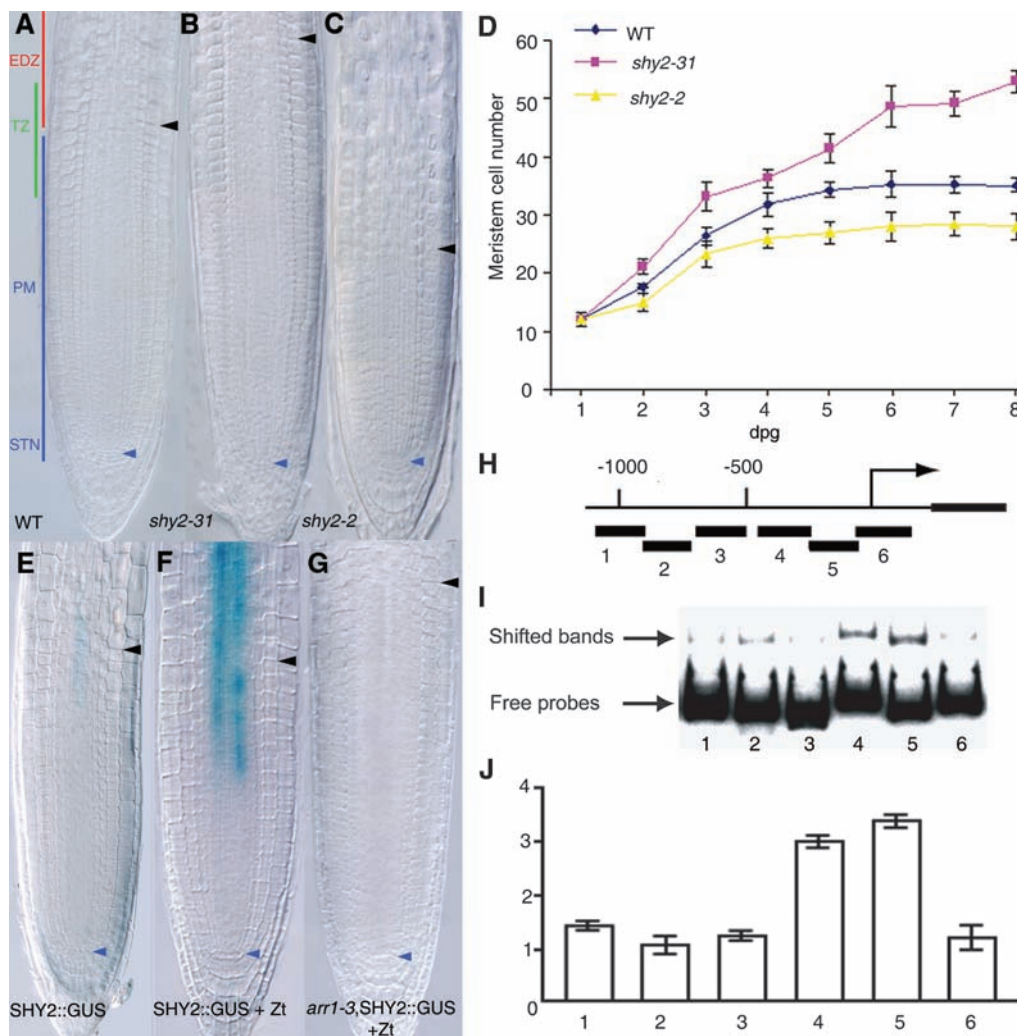 A
B
C
EDZ
TZ
PM
STN
WT
shy2-31
shy2-2
D
WT
shy2-31
shy2-2
Meristem cell number
60
50
40
30
20
10
0
1 2 3 4 5 6 7 8
dpg
E
F
G
SHY2::GUS
SHY2::GUS + Zt
arr1-3,SHY2::GUS
+Zt
H
-1000 -500
1 2 3 4 5 6
I
Shifted bands
Free probes
1 2 3 4 5 6
J
4
3
2
1
0
1 2 3 4 5 6